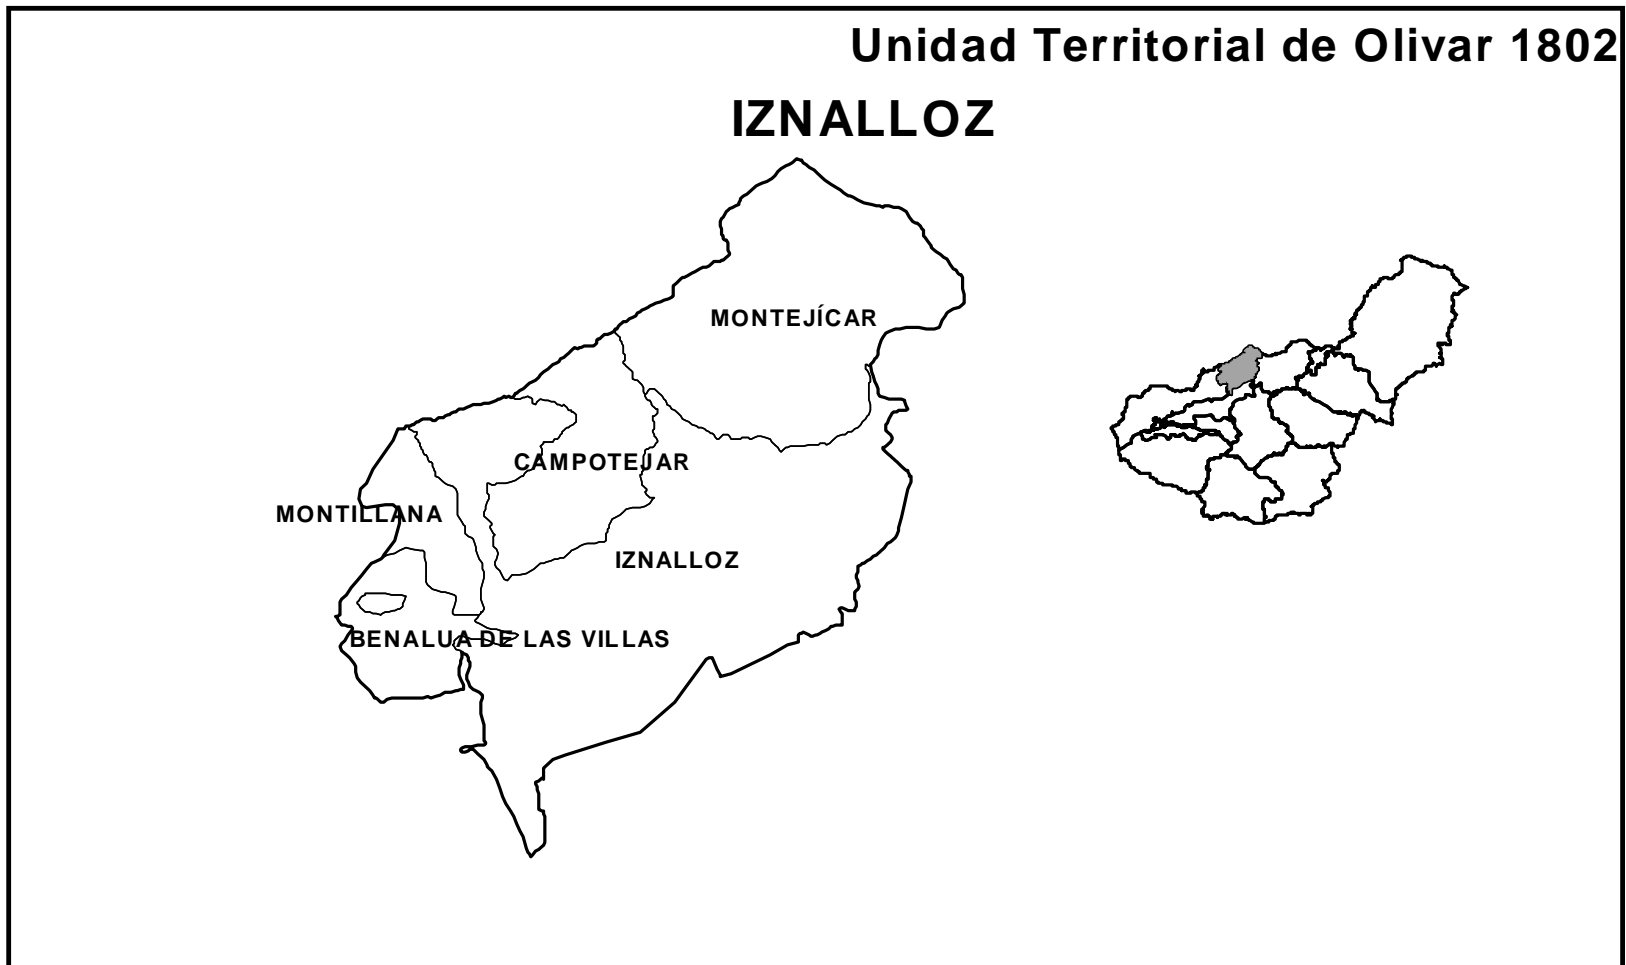 Unidad Territorial de Olivar 1802
IZNALLOZ
MONTEJÍCAR
CAMPOTEJAR
MONTILLANA
IZNALLOZ
BENALUA DE LAS VILLAS